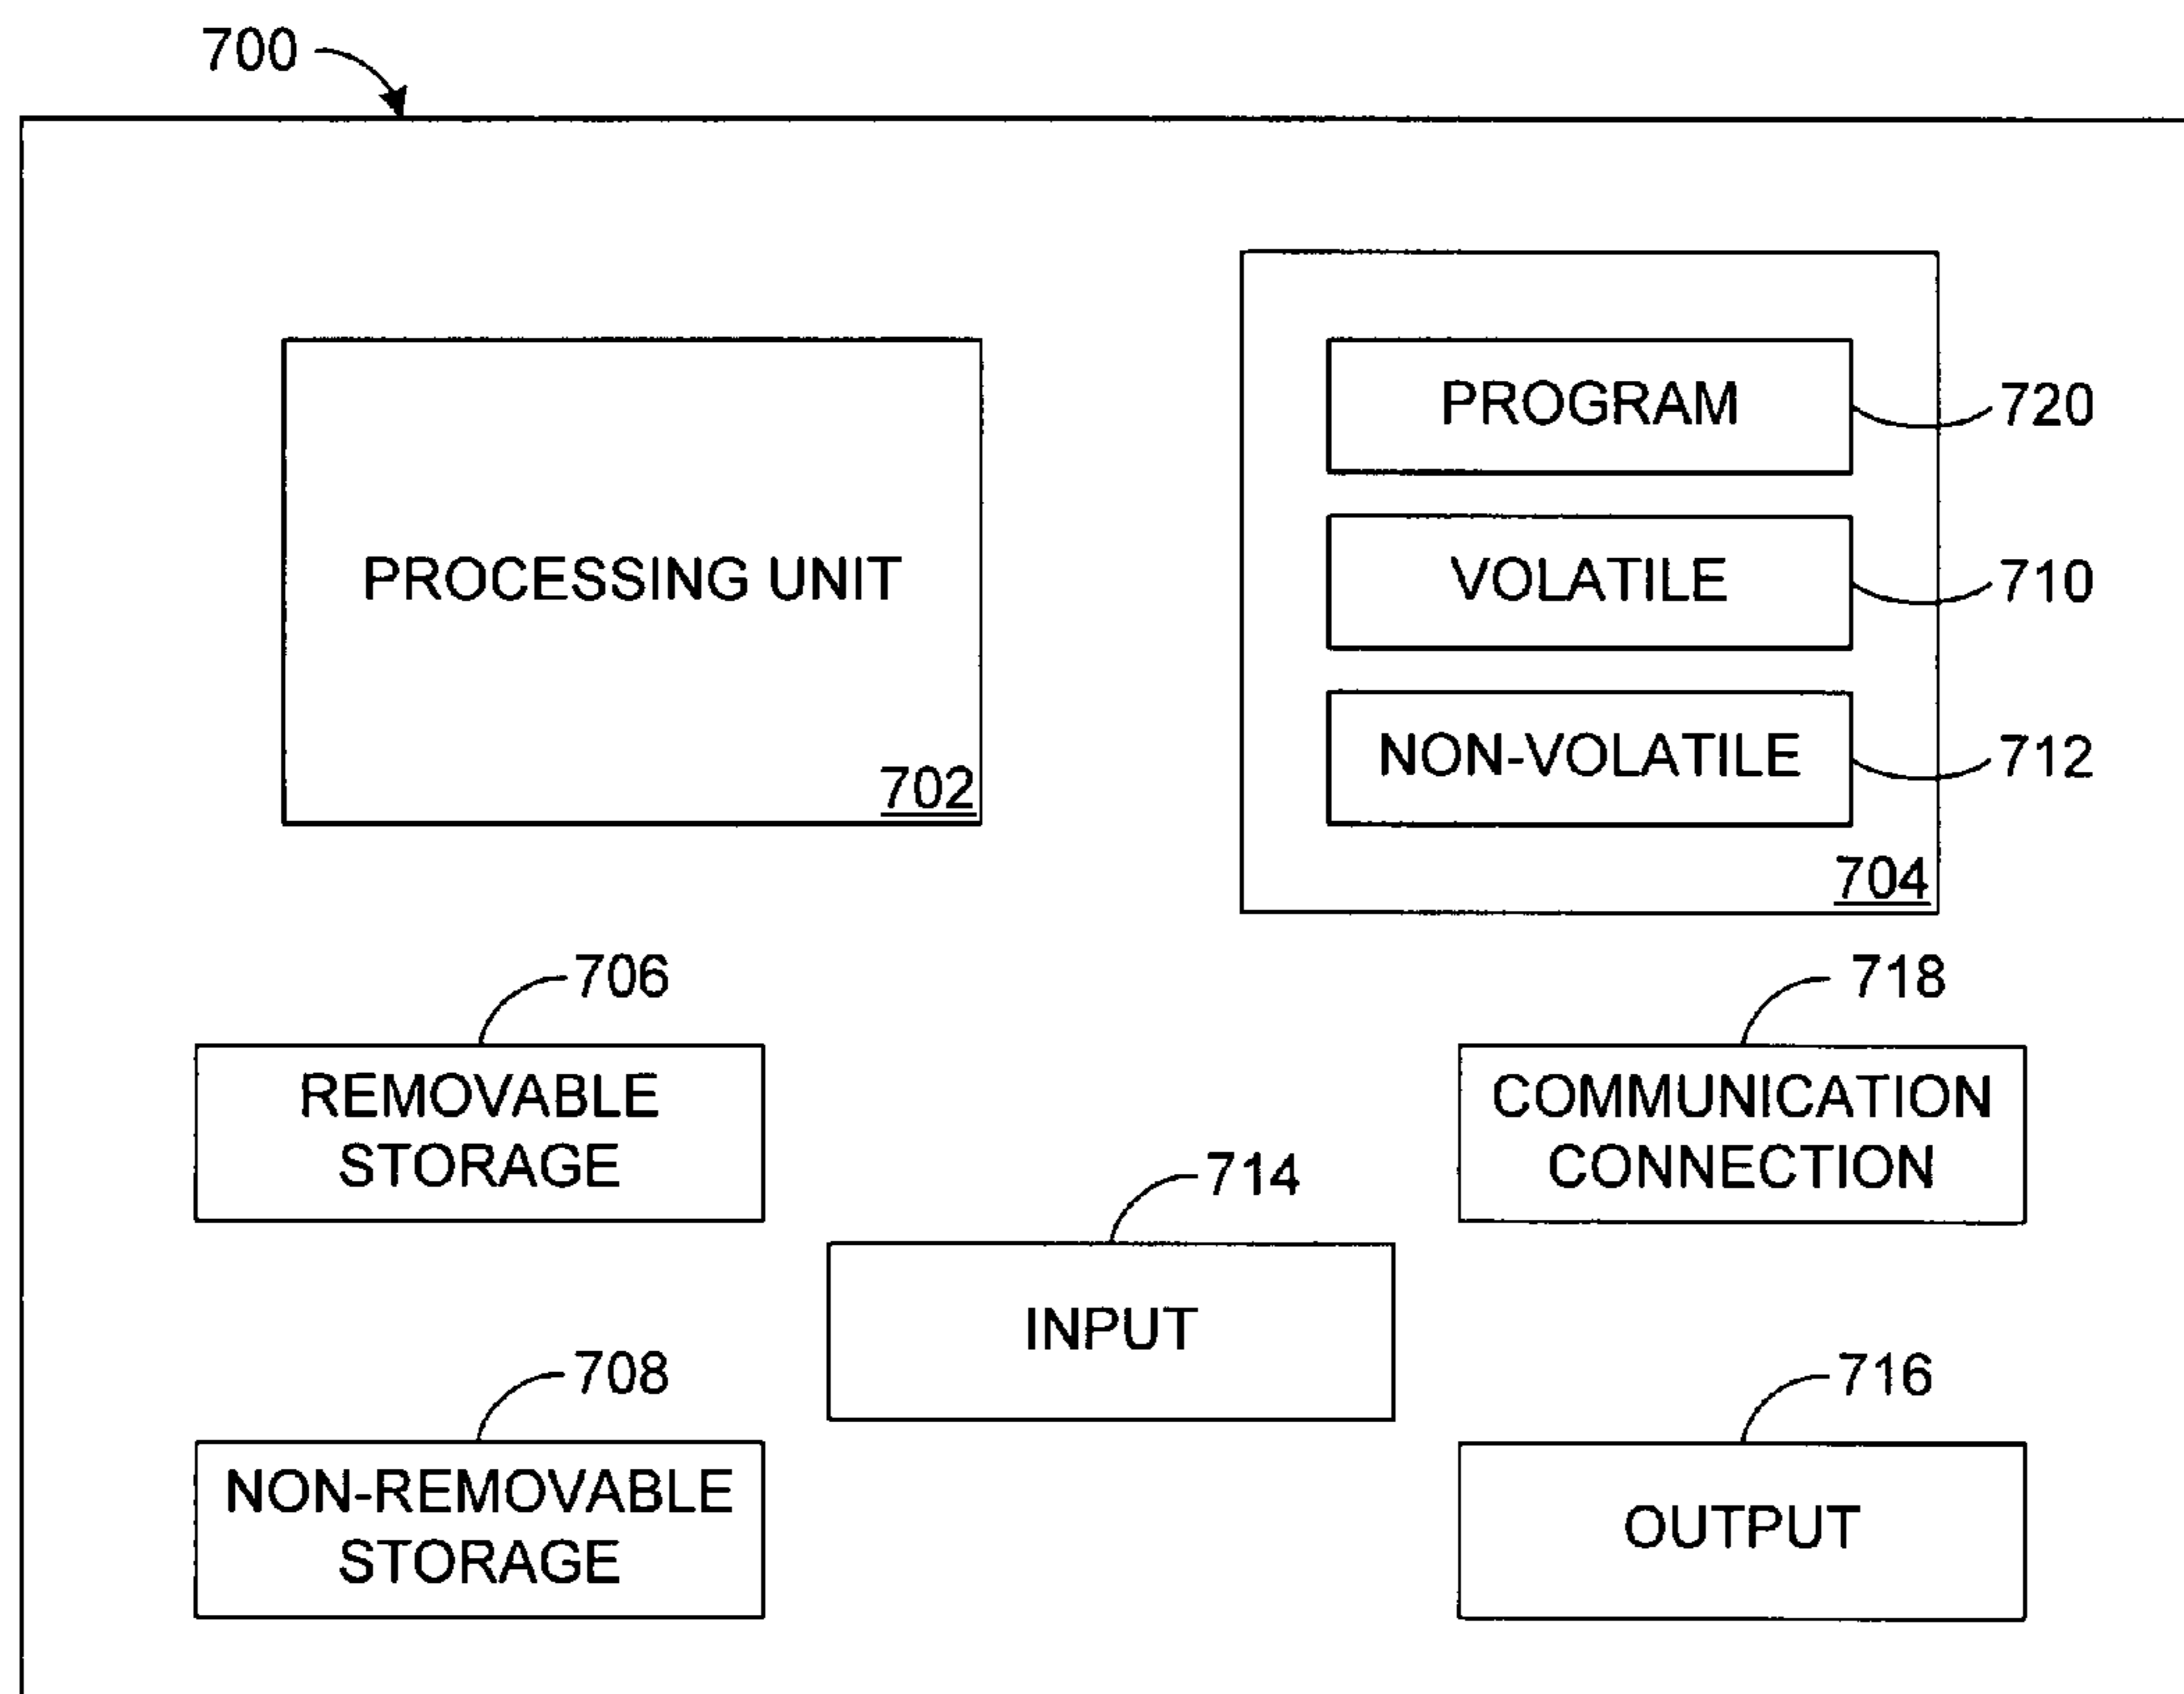 700
PROGRAM
720
PROCESSING UNIT
702
VOLATILE
710
NON-VOLATILE
712
704
706
REMOVABLE
STORAGE
718
COMMUNICATION
CONNECTION
714
INPUT
708
NON-REMOVABLE
STORAGE
716
OUTPUT